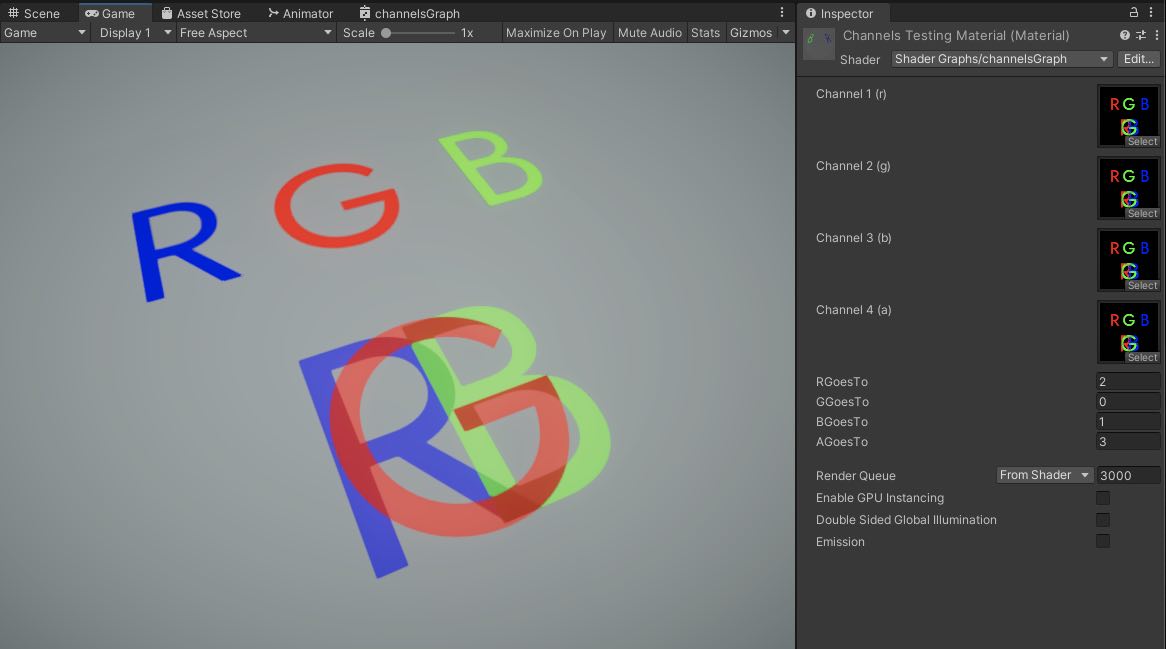 Scene Game Asset Store Animator channelsGraph
Game Display 1 Free Aspect Scale 1x Maximize On Play Mute Audio Stats Gizmos
R G B
R G B
Inspector
Channels Testing Material (Material)
Shader Shader Graphs/channelsGraph Edit...
Channel 1 (r)
R G B
RGB
Select
Channel 2 (g)
R G B
RGB
Select
Channel 3 (b)
R G B
RGB
Select
Channel 4 (a)
R G B
RGB
Select
RGoesTo 2
GGoesTo 0
BGoesTo 1
AGoesTo 3
Render Queue From Shader 3000
Enable GPU Instancing
Double Sided Global Illumination
Emission